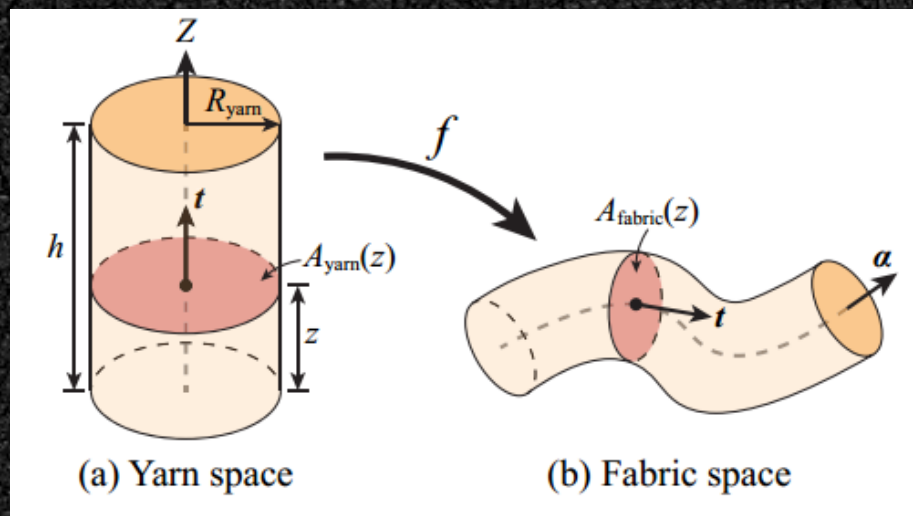 Z
R_yarn
f
t
A_yarn(z)
h
z
A_fabric(z)
α
t
(a) Yarn space
(b) Fabric space